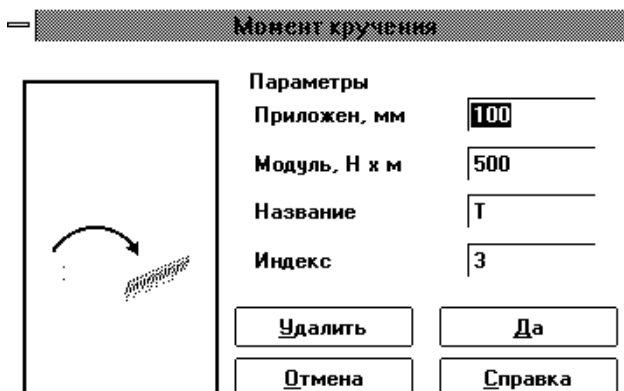 Момент кручения
Параметры
Приложен, мм 100
Модуль, Н х м 500
Название Т
Индекс 3
Удалить Да
Отмена Справка